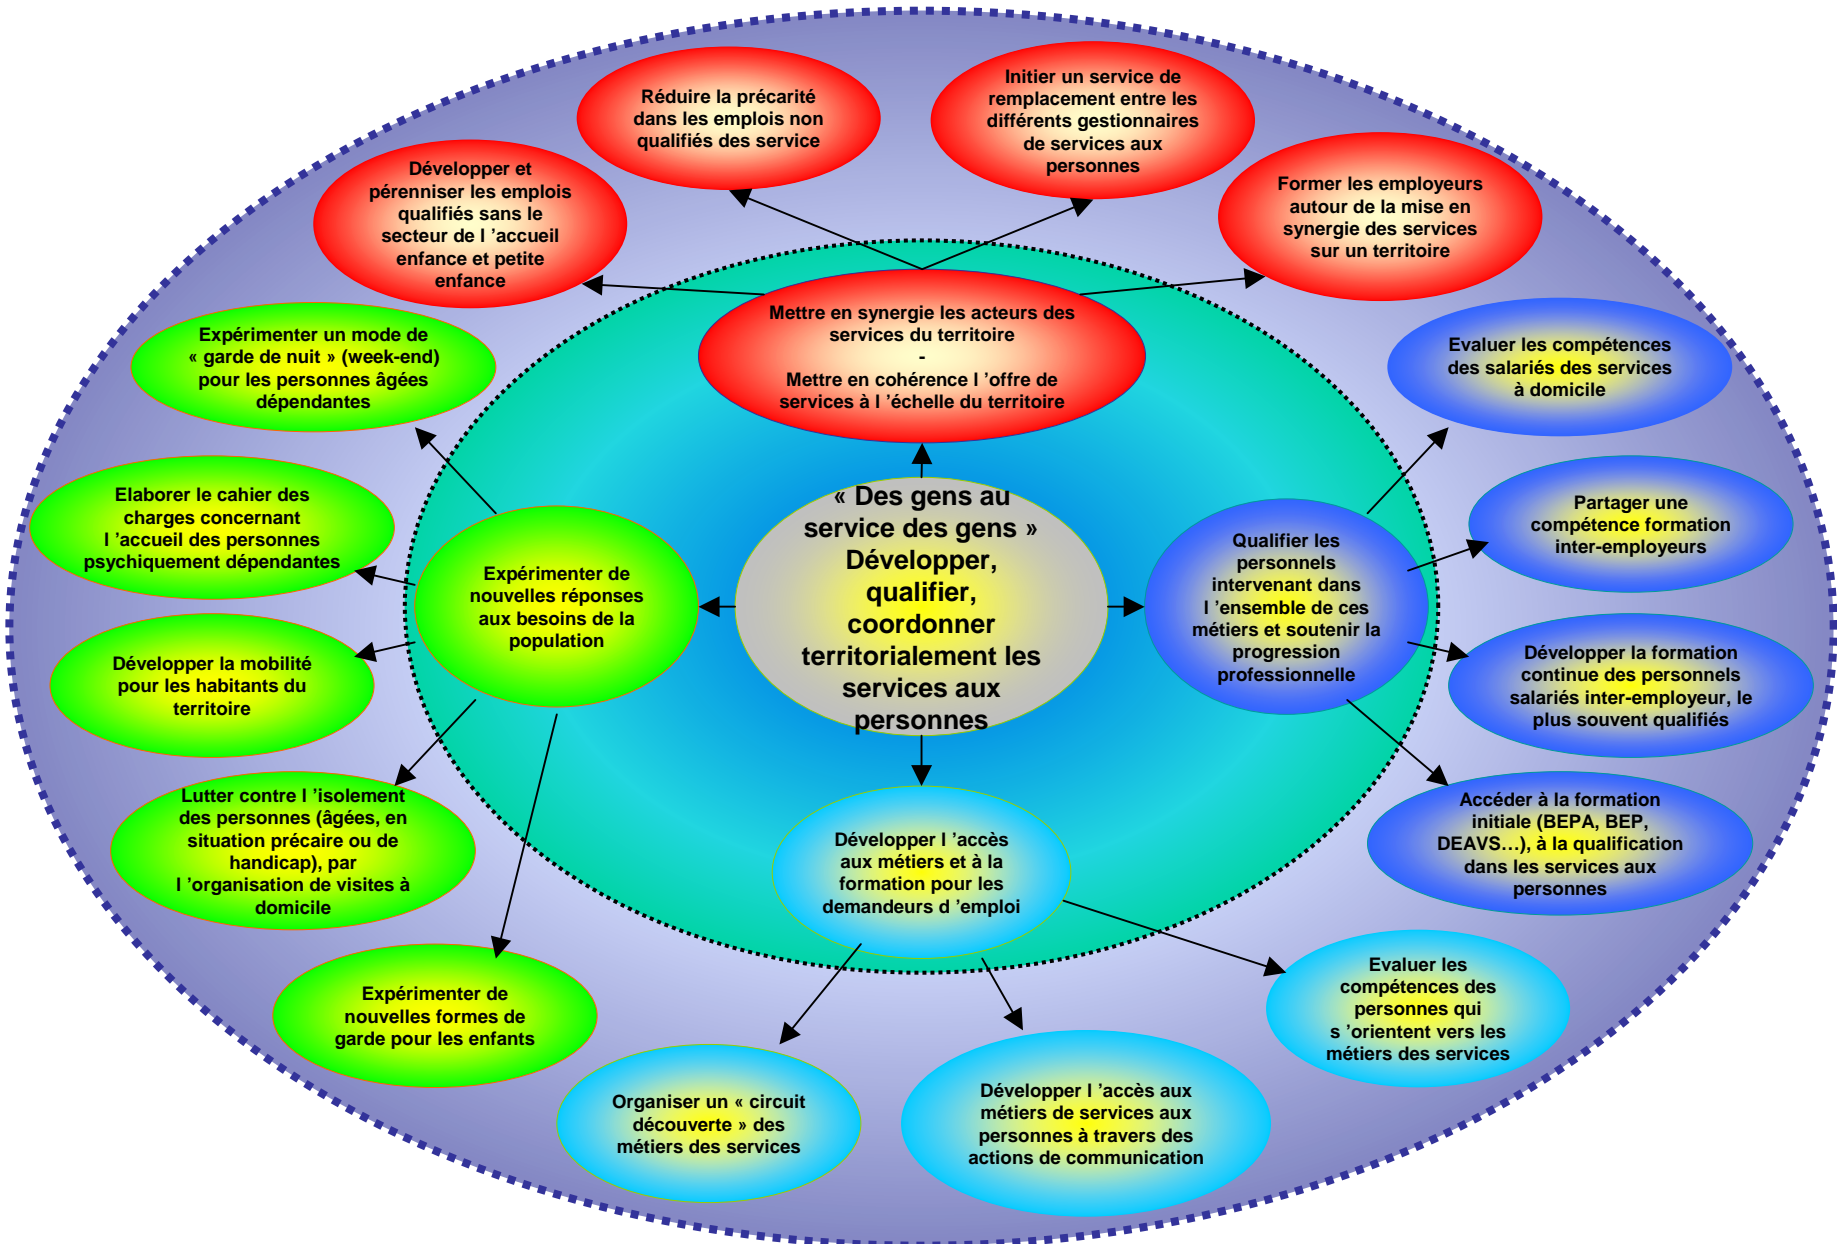 Réduire la précarité
dans les emplois non
qualifiés des service
Initier un service de
remplacement entre les
différents gestionnaires
de services aux
personnes
Développer et
pérenniser les emplois
qualifiés sans le
secteur de l ’accueil
enfance et petite
enfance
Former les employeurs
autour de la mise en
synergie des services
sur un territoire
Mettre en synergie les acteurs des
services du territoire
-
Mettre en cohérence l ’offre de
services à l ’échelle du territoire
Expérimenter un mode de
« garde de nuit » (week-end)
pour les personnes âgées
dépendantes
Evaluer les compétences
des salariés des services
à domicile
Elaborer le cahier des
charges concernant
l ’accueil des personnes
psychiquement dépendantes
Partager une
compétence formation
inter-employeurs
« Des gens au
service des gens »
Développer,
qualifier,
coordonner
territorialement les
services aux
personnes
Expérimenter de
nouvelles réponses
aux besoins de la
population
Qualifier les
personnels
intervenant dans
l ’ensemble de ces
métiers et soutenir la
progression
professionnelle
Développer la mobilité
pour les habitants du
territoire
Développer la formation
continue des personnels
salariés inter-employeur, le
plus souvent qualifiés
Lutter contre l ’isolement
des personnes (âgées, en
situation précaire ou de
handicap), par
l ’organisation de visites à
domicile
Développer l ’accès
aux métiers et à la
formation pour les
demandeurs d ’emploi
Accéder à la formation
initiale (BEPA, BEP,
DEAVS…), à la qualification
dans les services aux
personnes
Expérimenter de
nouvelles formes de
garde pour les enfants
Evaluer les
compétences des
personnes qui
s ’orientent vers les
métiers des services
Organiser un « circuit
découverte » des
métiers des services
Développer l ’accès aux
métiers de services aux
personnes à travers des
actions de communication